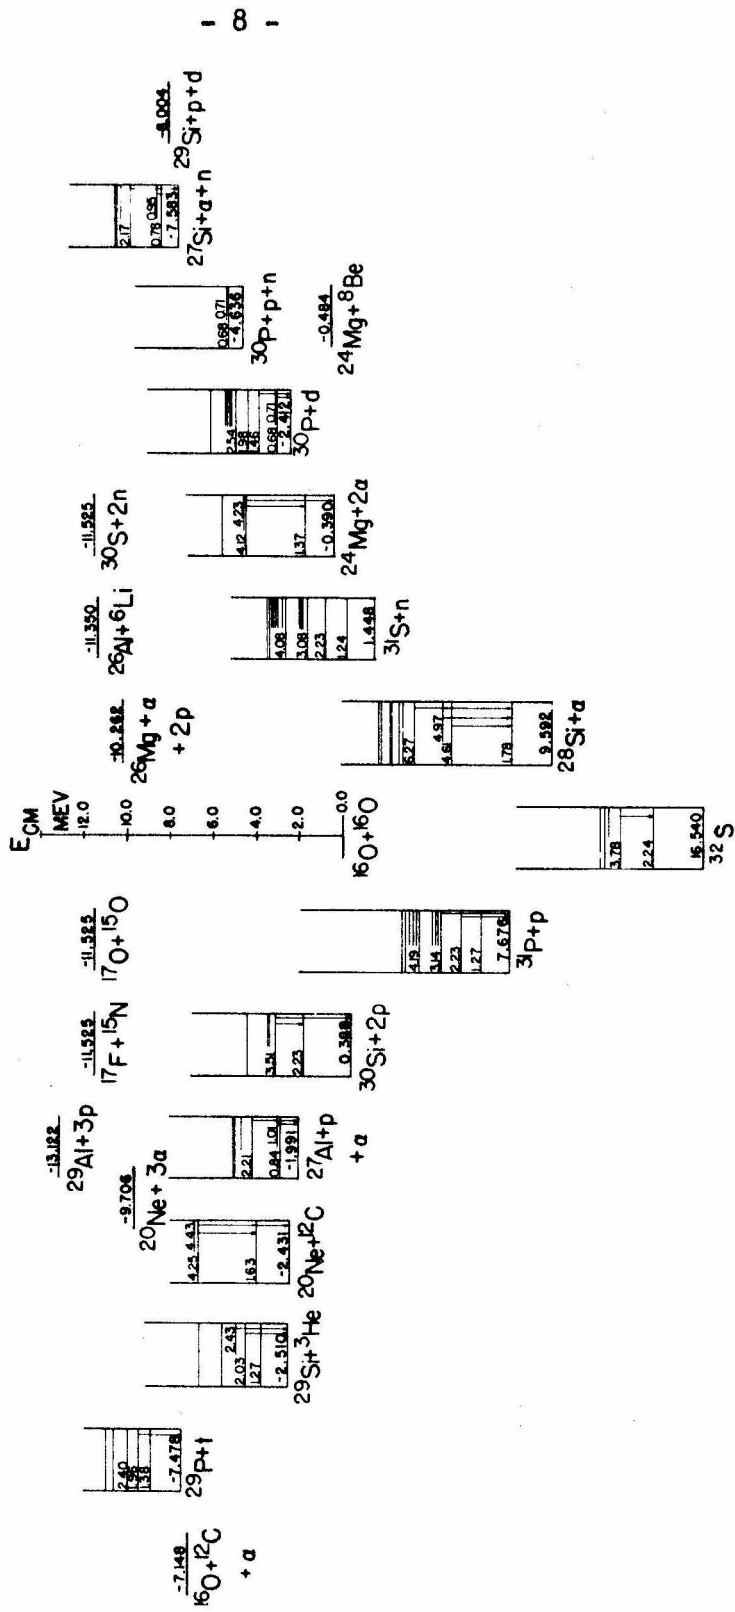 - 8 -
-7.148
16O+12C
+ α
2.40
1.96
1.38
-7.478
29P+t
2.43
2.03
1.27
-2.510
29Si+3He
4.25 4.43
1.63
-2.431
20Ne+12C
-9.706
20Ne+3α
-13.122
29Al+3p
2.21
0.84 1.01
-1.991
27Al+p
+ α
-11.525
17F+15N
3.51
2.23
0.388
30Si+2p
-11.525
17O+15O
4.19
3.14
2.23
1.27
7.676
31P+p
ECM
MEV
12.0
10.0
8.0
6.0
4.0
2.0
0.0
16O+16O
3.78
2.24
16.540
32S
-10.262
26Mg+α
+ 2p
6.27
4.97
4.61
1.78
9.592
28Si+α
-11.350
26Al+6Li
4.08
3.08
2.23
1.24
1.448
31S+n
-11.525
30S+2n
4.12 4.23
1.37
-0.390
24Mg+2α
2.54
1.98
1.46
0.68 0.71
-2.412
30P+d
0.68 0.71
-4.636
30P+p+n
-0.484
24Mg+8Be
2.17
0.78 0.95
-7.583
27Si+α+n
-8.004
29Si+p+d